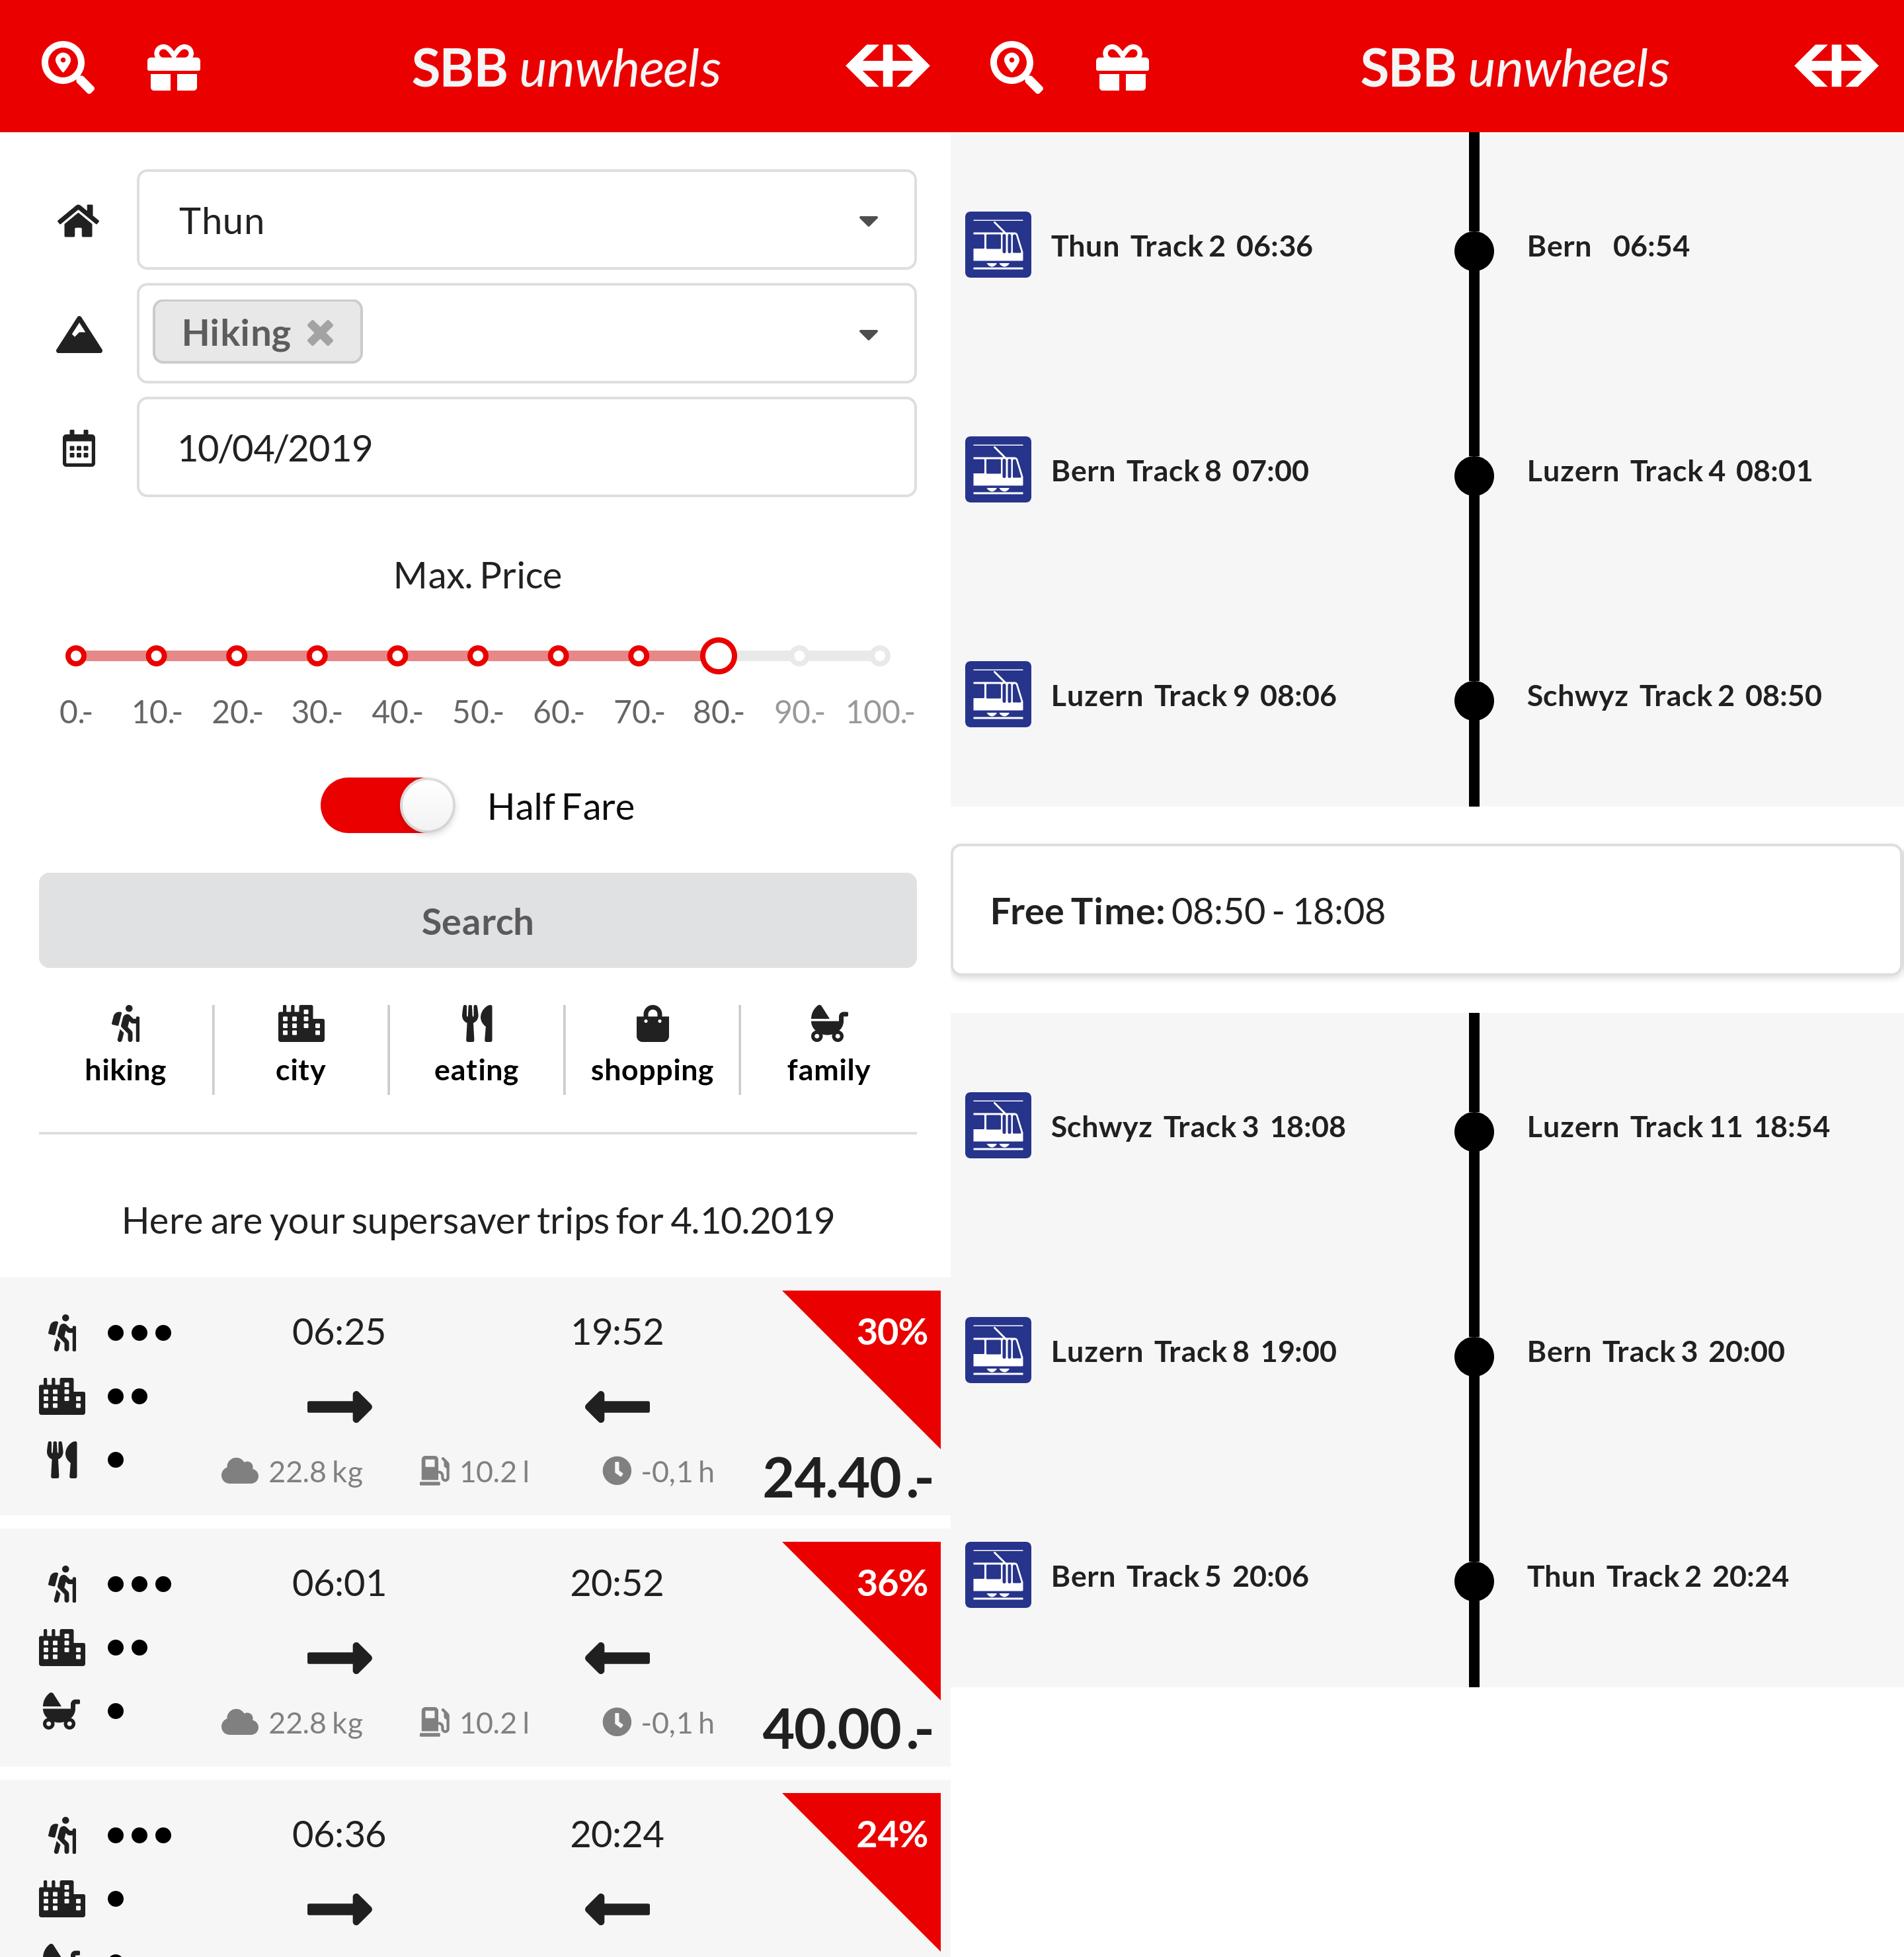 SBB unwheels
Thun
Hiking
10/04/2019
Max. Price
0.- 10.- 20.- 30.- 40.- 50.- 60.- 70.- 80.- 90.- 100.-
Half Fare
Search
hiking city eating shopping family
Here are your supersaver trips for 4.10.2019
06:25 19:52 30%
22.8 kg 10.2 l -0,1 h 24.40 .-
06:01 20:52 36%
22.8 kg 10.2 l -0,1 h 40.00 .-
06:36 20:24 24%
SBB unwheels
Thun Track 2 06:36 Bern 06:54
Bern Track 8 07:00 Luzern Track 4 08:01
Luzern Track 9 08:06 Schwyz Track 2 08:50
Free Time: 08:50 - 18:08
Schwyz Track 3 18:08 Luzern Track 11 18:54
Luzern Track 8 19:00 Bern Track 3 20:00
Bern Track 5 20:06 Thun Track 2 20:24